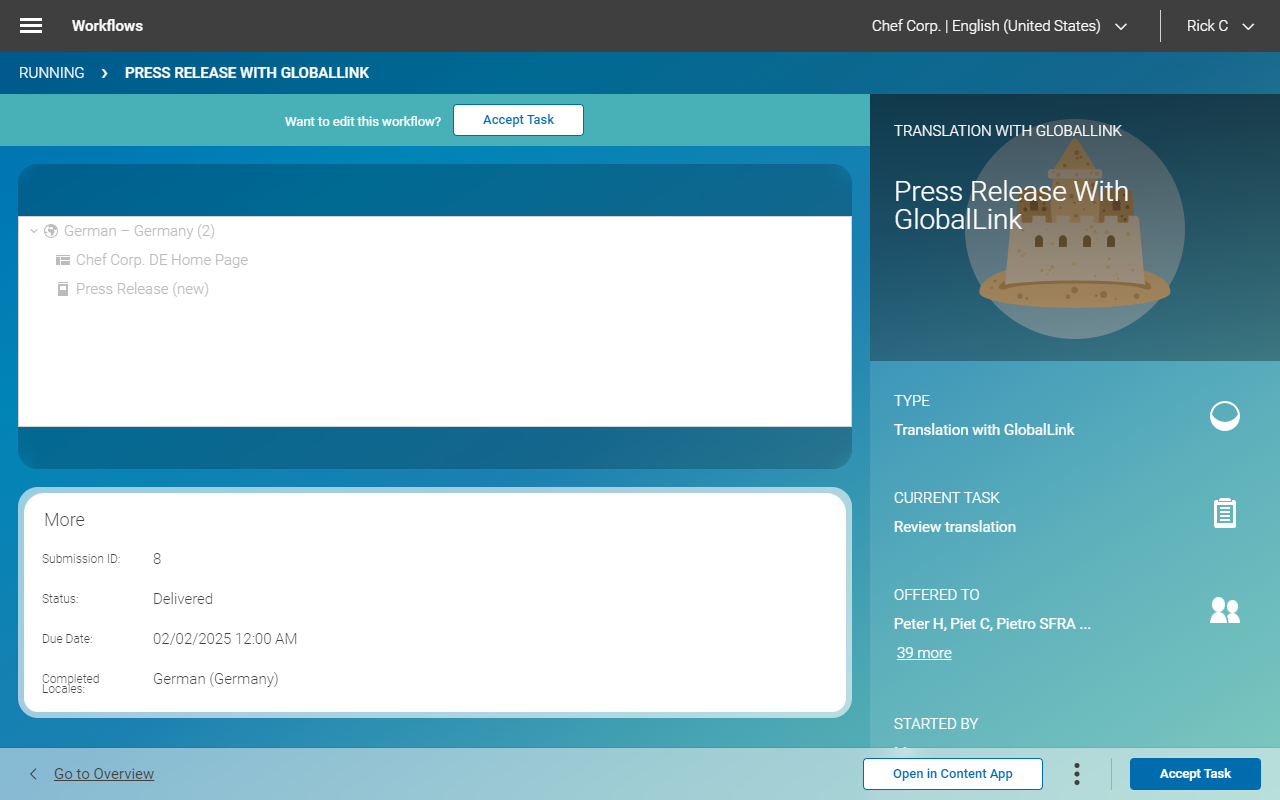 Workflows
Chef Corp. | English (United States)
Rick C
RUNNING
PRESS RELEASE WITH GLOBALLINK
Want to edit this workflow?
Accept Task
German – Germany (2)
Chef Corp. DE Home Page
Press Release (new)
More
Submission ID:
8
Status:
Delivered
Due Date:
02/02/2025 12:00 AM
Completed
Locales:
German (Germany)
TRANSLATION WITH GLOBALLINK
Press Release With
GlobalLink
TYPE
Translation with GlobalLink
CURRENT TASK
Review translation
OFFERED TO
Peter H, Piet C, Pietro SFRA ...
39 more
STARTED BY
Go to Overview
Open in Content App
Accept Task